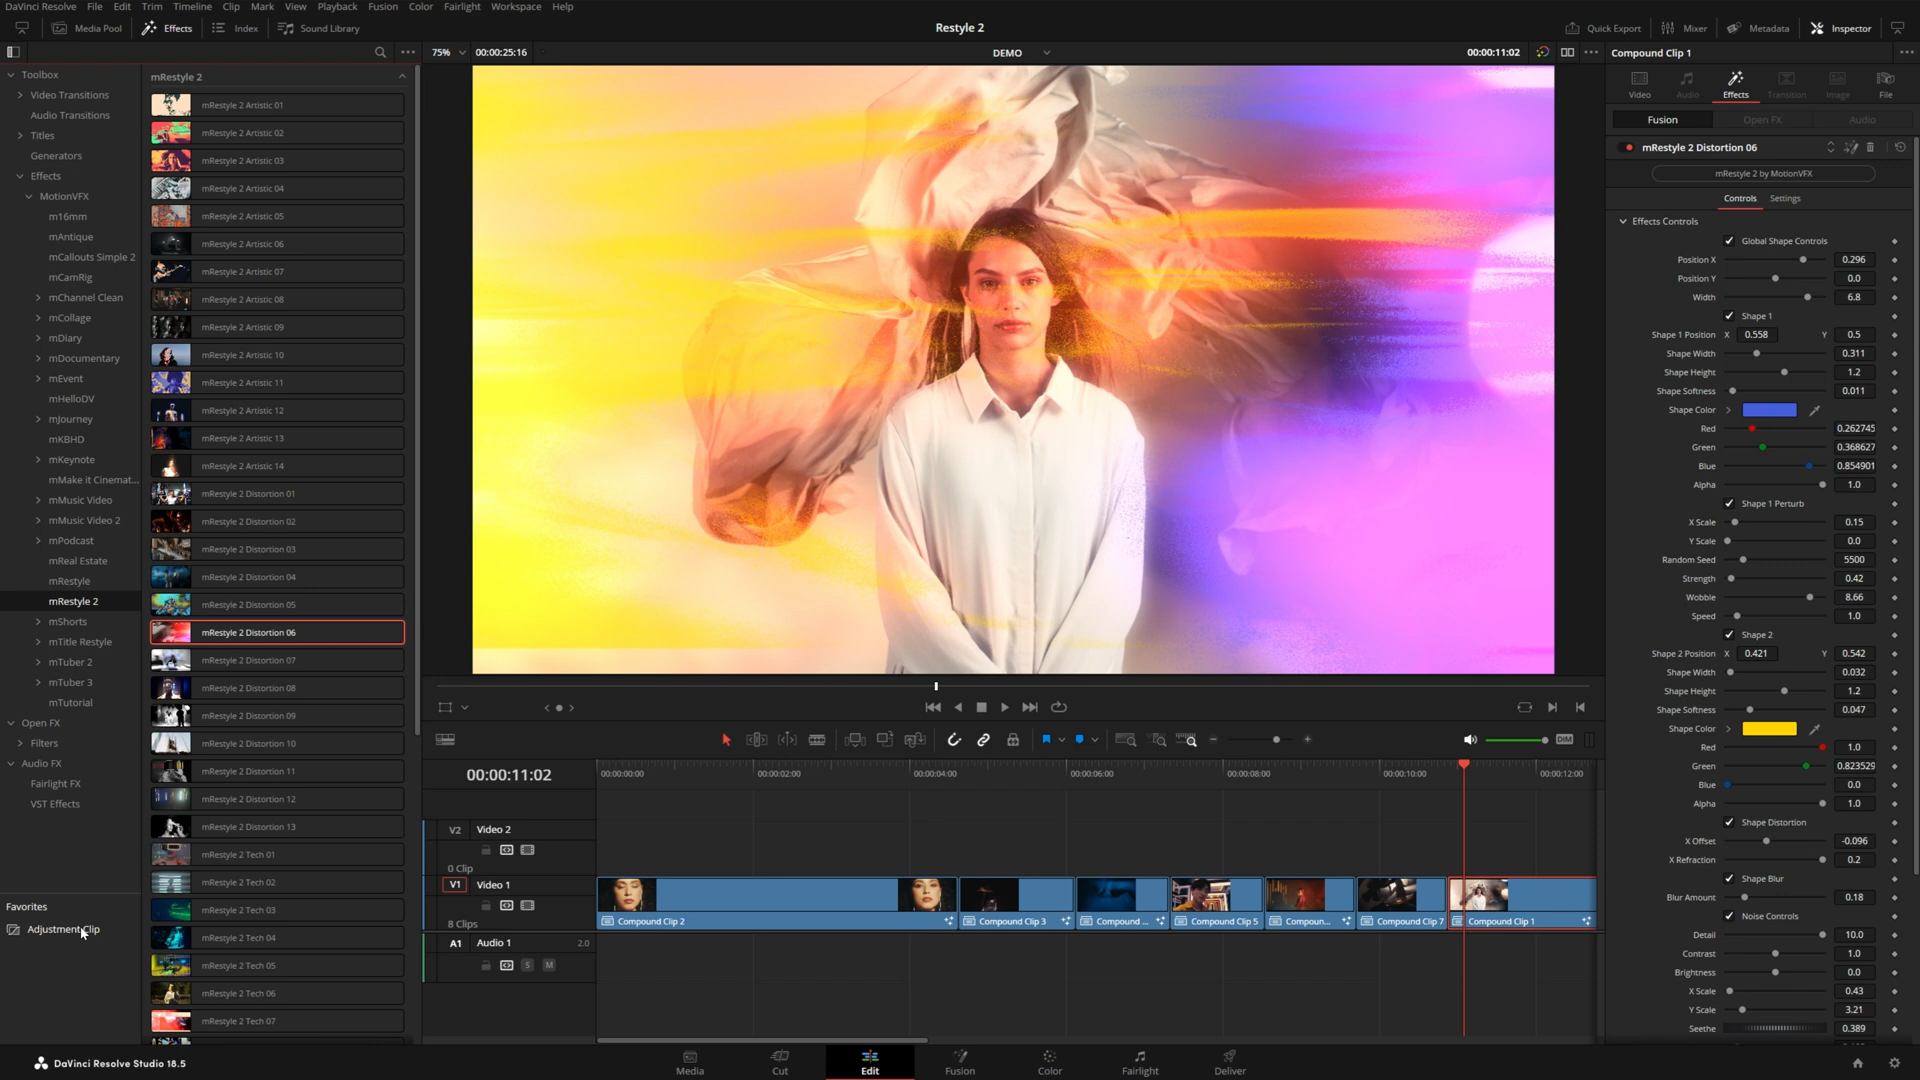 DaVinci Resolve File Edit Trim Timeline Clip Mark View Playback Fusion Color Fairlight Workspace Help
Media Pool Effects Index Sound Library
Restyle 2
Quick Export Mixer Metadata Inspector
75% 00:00:25:16
DEMO
00:00:11:02
Compound Clip 1
Toolbox
Video Transitions
Audio Transitions
Titles
Generators
Effects
MotionVFX
m16mm
mAntique
mCallouts Simple 2
mCamRig
mChannel Clean
mCollage
mDiary
mDocumentary
mEvent
mHelloDV
mJourney
mKBHD
mKeynote
mMake it Cinemat...
mMusic Video
mMusic Video 2
mPodcast
mReal Estate
mRestyle
mRestyle 2
mShorts
mTitle Restyle
mTuber 2
mTuber 3
mTutorial
Open FX
Filters
Audio FX
Fairlight FX
VST Effects
Favorites
Adjustment Clip
mRestyle 2
mRestyle 2 Artistic 01
mRestyle 2 Artistic 02
mRestyle 2 Artistic 03
mRestyle 2 Artistic 04
mRestyle 2 Artistic 05
mRestyle 2 Artistic 06
mRestyle 2 Artistic 07
mRestyle 2 Artistic 08
mRestyle 2 Artistic 09
mRestyle 2 Artistic 10
mRestyle 2 Artistic 11
mRestyle 2 Artistic 12
mRestyle 2 Artistic 13
mRestyle 2 Artistic 14
mRestyle 2 Distortion 01
mRestyle 2 Distortion 02
mRestyle 2 Distortion 03
mRestyle 2 Distortion 04
mRestyle 2 Distortion 05
mRestyle 2 Distortion 06
mRestyle 2 Distortion 07
mRestyle 2 Distortion 08
mRestyle 2 Distortion 09
mRestyle 2 Distortion 10
mRestyle 2 Distortion 11
mRestyle 2 Distortion 12
mRestyle 2 Distortion 13
mRestyle 2 Tech 01
mRestyle 2 Tech 02
mRestyle 2 Tech 03
mRestyle 2 Tech 04
mRestyle 2 Tech 05
mRestyle 2 Tech 06
mRestyle 2 Tech 07
DIM
00:00:11:02
00:00:00:00 00:00:02:00 00:00:04:00 00:00:06:00 00:00:08:00 00:00:10:00 00:00:12:00
V2 Video 2
0 Clip
V1 Video 1
8 Clips
Compound Clip 2 Compound Clip 3 Compound ... Compound Clip 5 Compoun... Compound Clip 7 Compound Clip 1
A1 Audio 1 2.0
S M
Video Audio Effects Transition Image File
Fusion Open FX Audio
mRestyle 2 Distortion 06
mRestyle 2 by MotionVFX
Controls Settings
Effects Controls
Global Shape Controls
Position X 0.296
Position Y 0.0
Width 6.8
Shape 1
Shape 1 Position X 0.558 Y 0.5
Shape Width 0.311
Shape Height 1.2
Shape Softness 0.011
Shape Color
Red 0.262745
Green 0.368627
Blue 0.854901
Alpha 1.0
Shape 1 Perturb
X Scale 0.15
Y Scale 0.0
Random Seed 5500
Strength 0.42
Wobble 8.66
Speed 1.0
Shape 2
Shape 2 Position X 0.421 Y 0.542
Shape Width 0.032
Shape Height 1.2
Shape Softness 0.047
Shape Color
Red 1.0
Green 0.823529
Blue 0.0
Alpha 1.0
Shape Distortion
X Offset -0.096
X Refraction 0.2
Shape Blur
Blur Amount 0.18
Noise Controls
Detail 10.0
Contrast 1.0
Brightness 0.0
X Scale 0.43
Y Scale 3.21
Seethe 0.389
DaVinci Resolve Studio 18.5
Media Cut Edit Fusion Color Fairlight Deliver